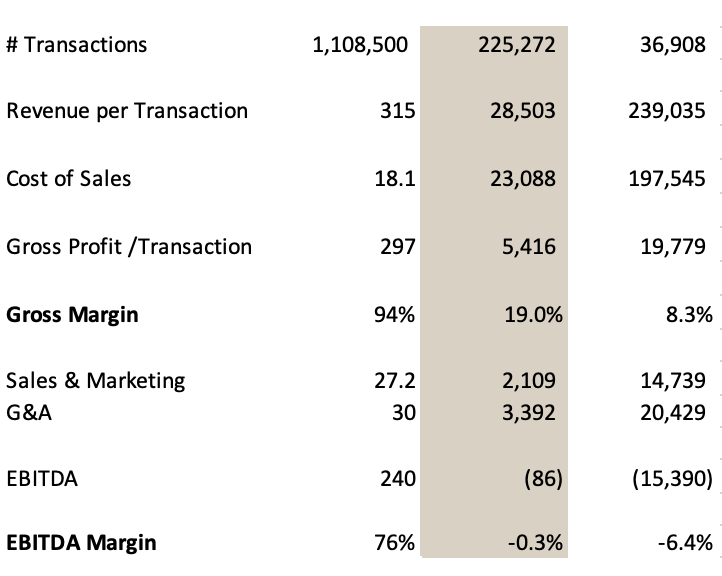 # Transactions 1,108,500 225,272 36,908
Revenue per Transaction 315 28,503 239,035
Cost of Sales 18.1 23,088 197,545
Gross Profit /Transaction 297 5,416 19,779
Gross Margin 94% 19.0% 8.3%
Sales & Marketing 27.2 2,109 14,739
G&A 30 3,392 20,429
EBITDA 240 (86) (15,390)
EBITDA Margin 76% -0.3% -6.4%